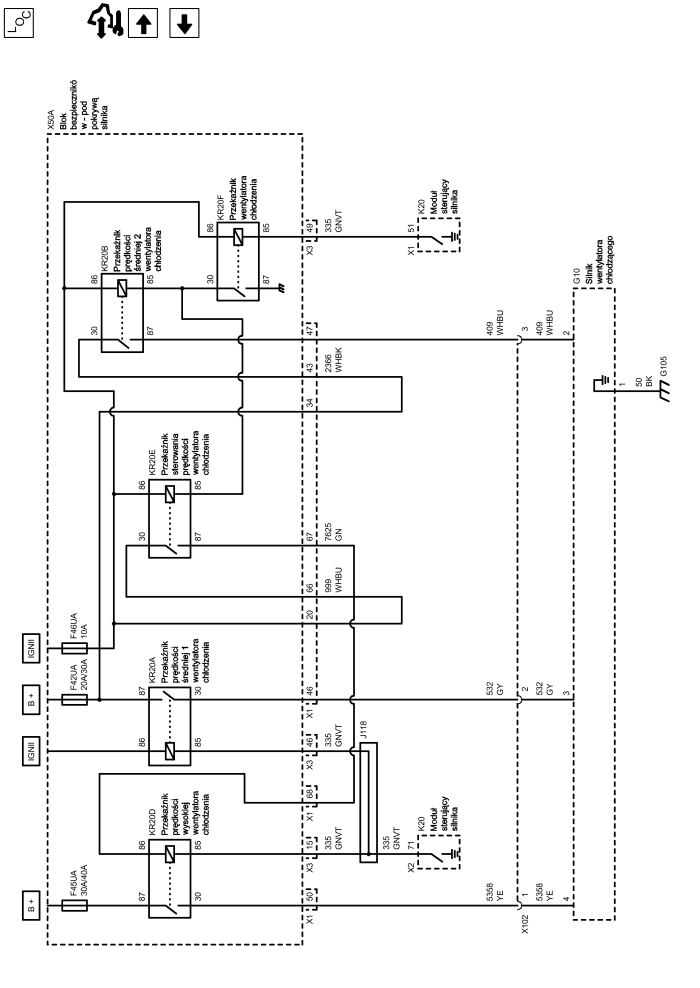 LOC
X50A
Blok
bezpiecznikó
w - pod
pokrywą
silnika
KR20F
Przekaźnik
wentylatora
chłodzenia
86
85
30
87
KR20B
Przekaźnik
prędkości
średniej 2
wentylatora
chłodzenia
86
85
30
87
49
X3
335
GNVT
51
X1
K20
Moduł
sterujący
silnika
G10
Silnik
wentylatora
chłodzącego
47
409
WHBU
3
409
WHBU
2
43
2366
WHBK
34
1
50
BK
G105
KR20E
Przekaźnik
sterowania
prędkości
wentylatora
chłodzenia
86
85
30
87
67
7625
GN
66
999
WHBU
20
IGNII
F46UA
10A
B +
F42UA
20A/30A
KR20A
Przekaźnik
prędkości
średniej 1
wentylatora
chłodzenia
87
30
86
85
46
X1
532
GY
2
532
GY
3
IGNII
46
X3
335
GNVT
J118
68
X1
KR20D
Przekaźnik
prędkości
wysokiej
wentylatora
chłodzenia
86
85
87
30
15
X3
335
GNVT
335
GNVT
71
X2
K20
Moduł
sterujący
silnika
B +
F45UA
30A/40A
50
X1
5358
YE
1
X102
5358
YE
4